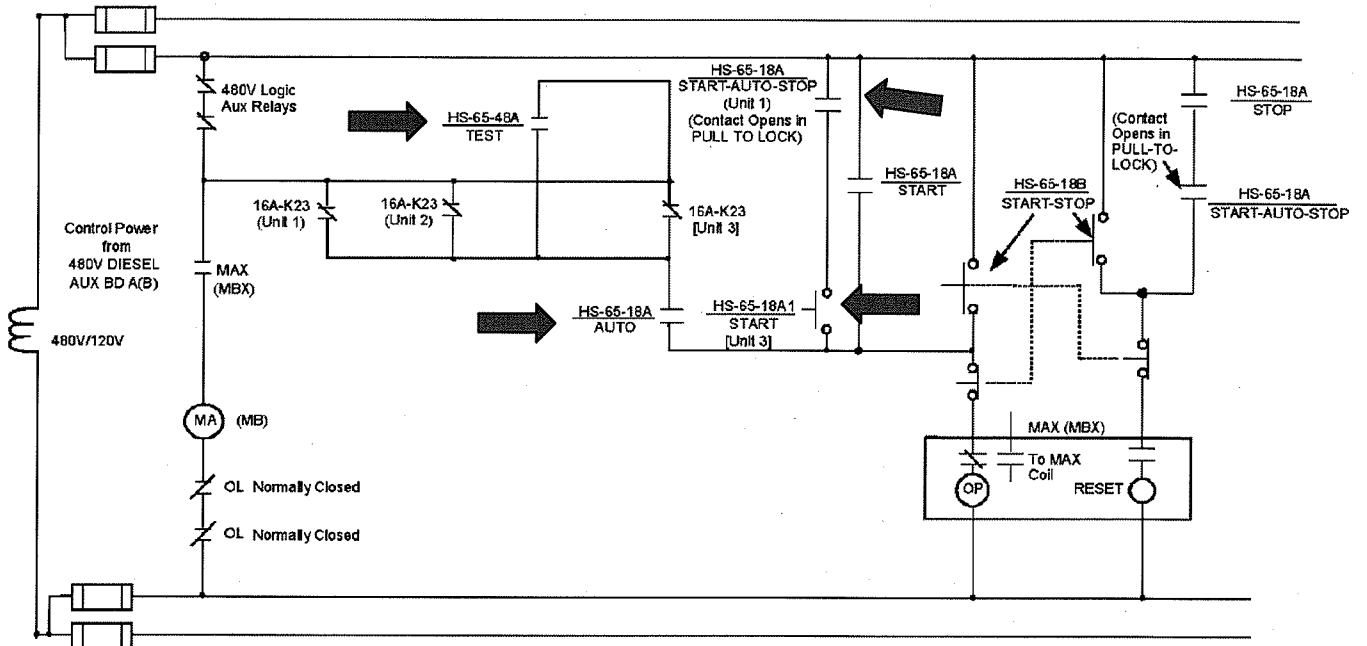 480V Logic
Aux Relays
HS-65-48A
TEST
HS-65-18A
START-AUTO-STOP
(Unit 1)
(Contact Opens in
PULL TO LOCK)
HS-65-18A
START
HS-65-18B
START-STOP
(Contact
Opens in
PULL-TO-
LOCK)
HS-65-18A
STOP
HS-65-18A
START-AUTO-STOP
16A-K23
(Unit 1)
16A-K23
(Unit 2)
16A-K23
[Unit 3]
Control Power
from
480V DIESEL
AUX BD A(B)
MAX
(MBX)
480V/120V
HS-65-18A
AUTO
HS-65-18A1
START
[Unit 3]
MA
(MB)
MAX (MBX)
To MAX
Coil
OP
RESET
OL Normally Closed
OL Normally Closed